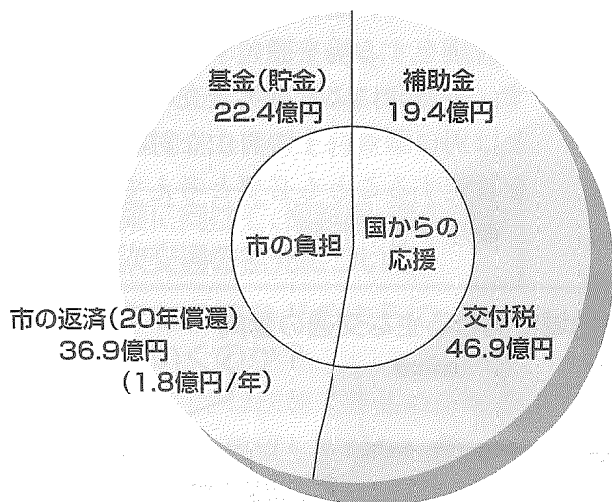 基金(貯金)
22.4億円
補助金
19.4億円
市の負担
国からの
応援
市の返済(20年償還)
36.9億円
(1.8億円/年)
交付税
46.9億円